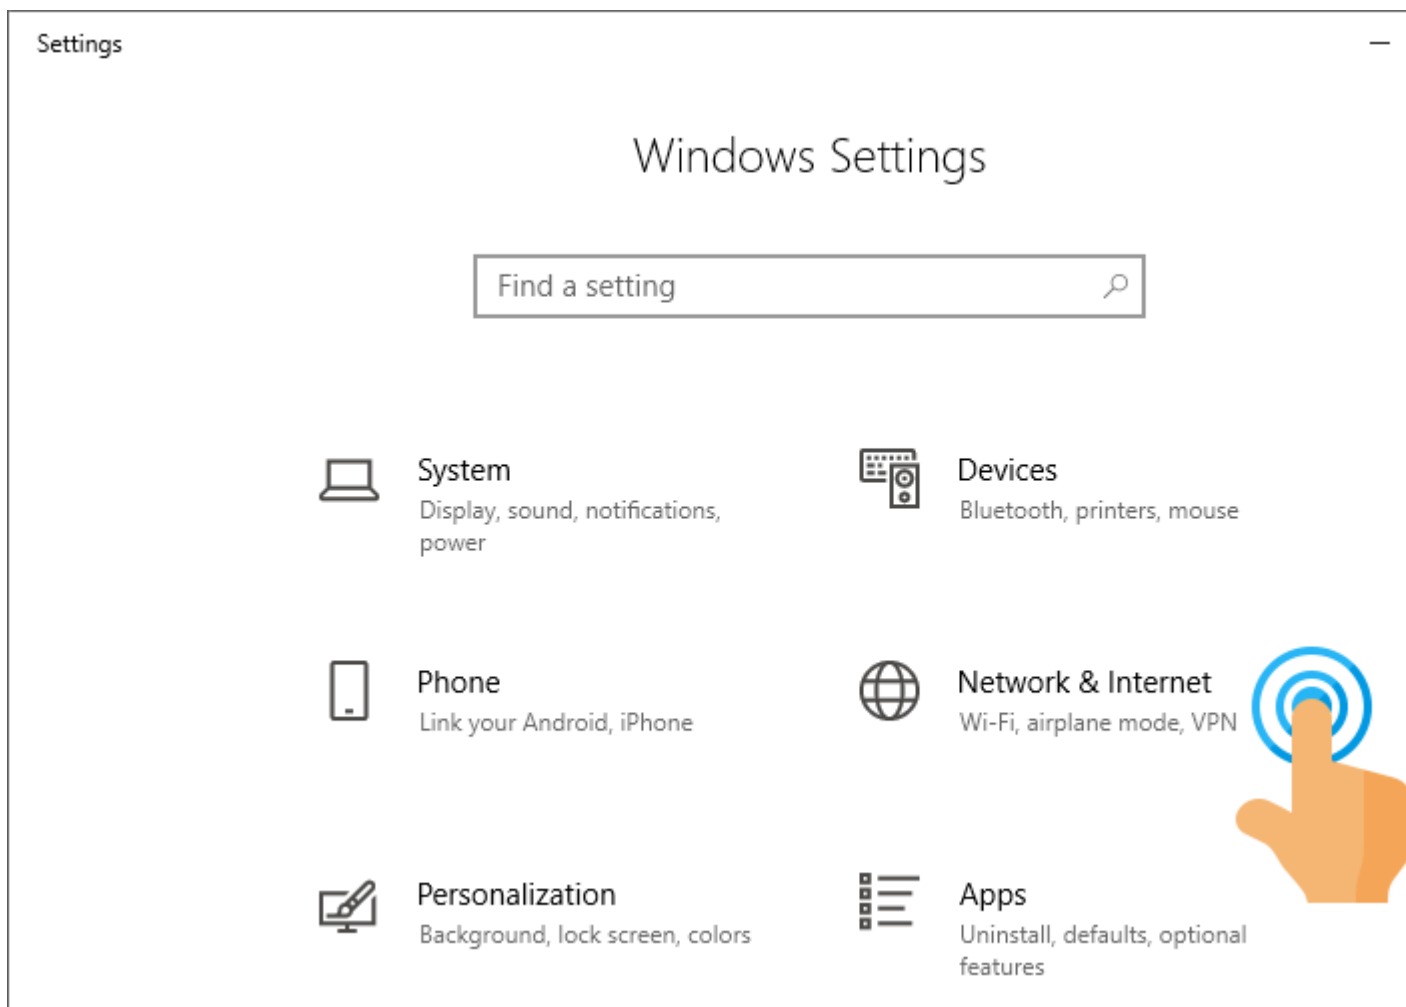 Settings
Windows Settings
Find a setting
System
Display, sound, notifications,
power
Devices
Bluetooth, printers, mouse
Phone
Link your Android, iPhone
Network & Internet
Wi-Fi, airplane mode, VPN
Personalization
Background, lock screen, colors
Apps
Uninstall, defaults, optional
features